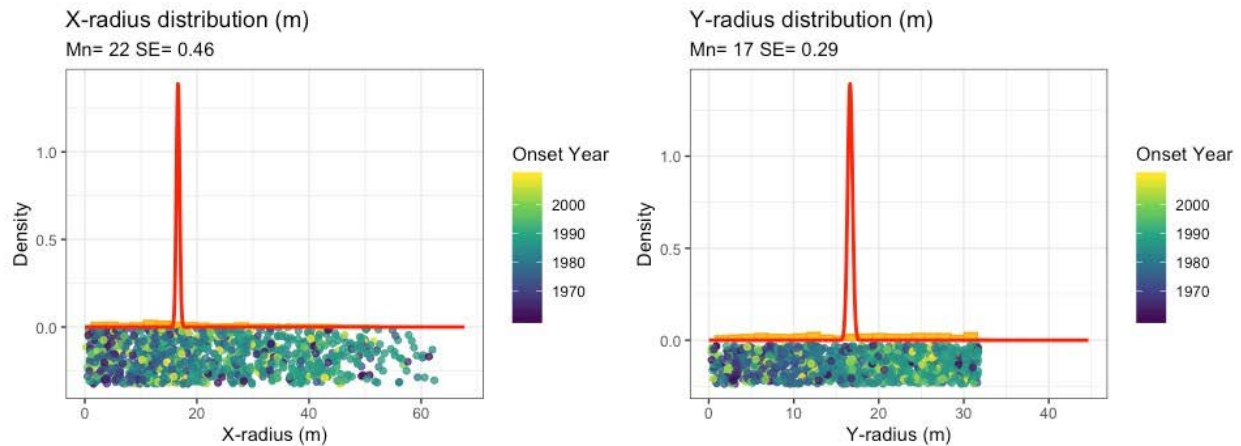 X-radius distribution (m)
Mn= 22 SE= 0.46
Density
1.0
0.5
0.0
0
20
40
60
X-radius (m)
Onset Year
2000
1990
1980
1970
Y-radius distribution (m)
Mn= 17 SE= 0.29
Density
1.0
0.5
0.0
0
10
20
30
40
Y-radius (m)
Onset Year
2000
1990
1980
1970